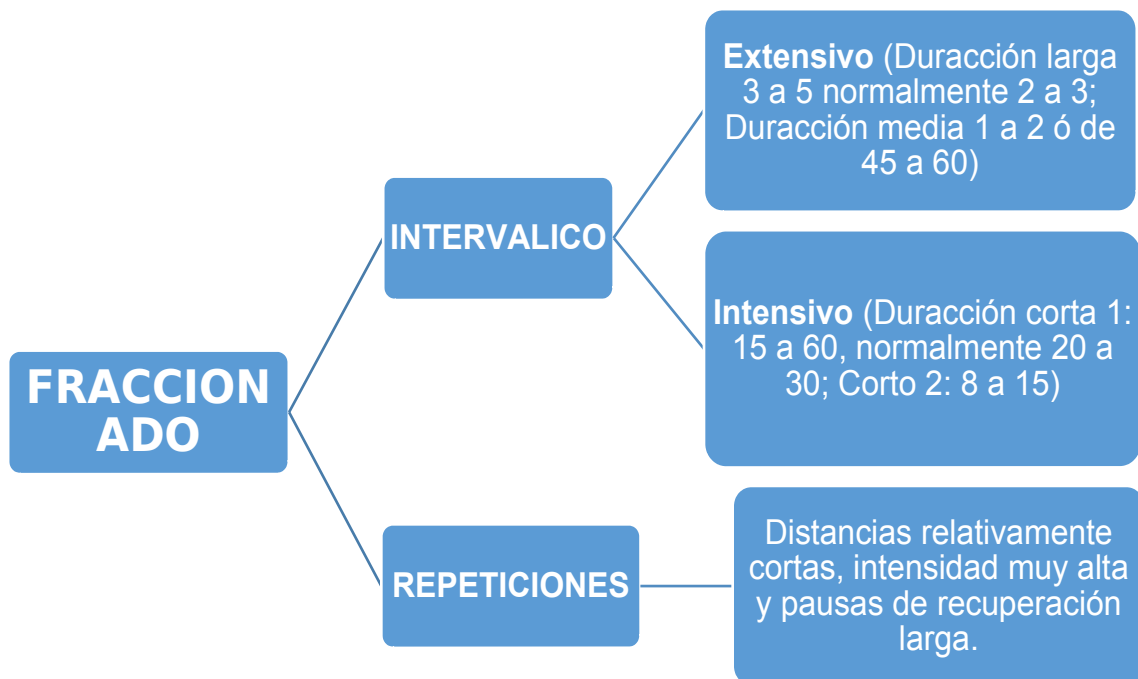 FRACCION
ADO
INTERVALICO
Extensivo (Duracción larga
3 a 5 normalmente 2 a 3;
Duracción media 1 a 2 ó de
45 a 60)
Intensivo (Duracción corta 1:
15 a 60, normalmente 20 a
30; Corto 2: 8 a 15)
REPETICIONES
Distancias relativamente
cortas, intensidad muy alta
y pausas de recuperación
larga.